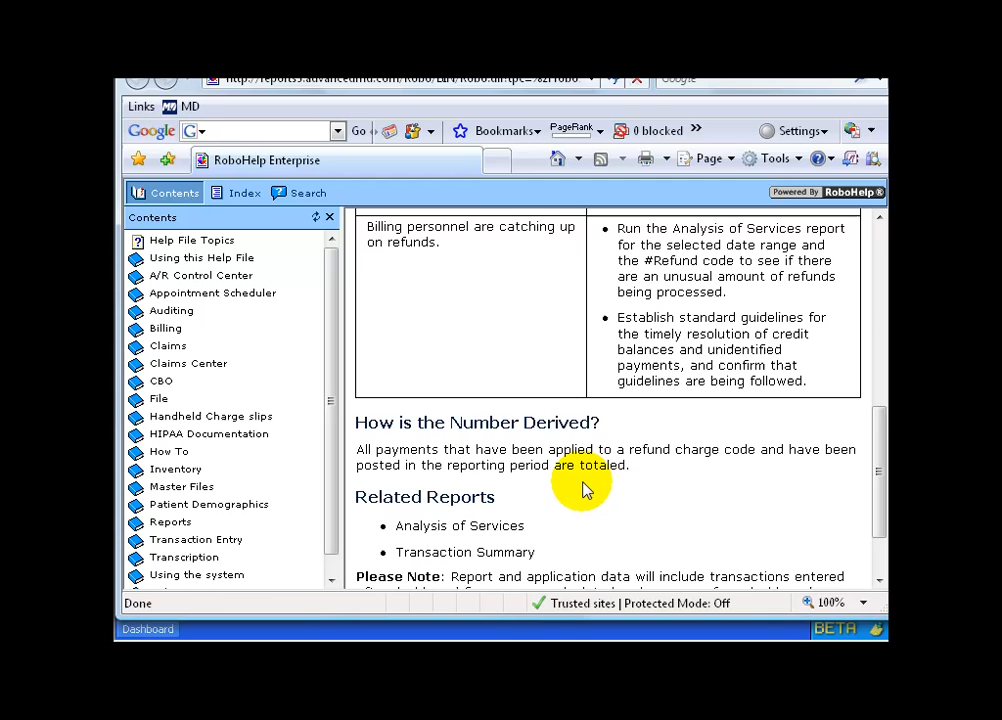 Google
Links MD
Google G Go Bookmarks PageRank 0 blocked » Settings
RoboHelp Enterprise Page Tools
Contents Index Search Powered By RoboHelp®
Contents
Help File Topics
Using this Help File
A/R Control Center
Appointment Scheduler
Auditing
Billing
Claims
Claims Center
CBO
File
Handheld Charge slips
HIPAA Documentation
How To
Inventory
Master Files
Patient Demographics
Reports
Transaction Entry
Transcription
Using the system
Billing personnel are catching up
on refunds.
• Run the Analysis of Services report
for the selected date range and
the #Refund code to see if there
are an unusual amount of refunds
being processed.
• Establish standard guidelines for
the timely resolution of credit
balances and unidentified
payments, and confirm that
guidelines are being followed.
How is the Number Derived?
All payments that have been applied to a refund charge code and have been
posted in the reporting period are totaled.
Related Reports
• Analysis of Services
• Transaction Summary
Please Note: Report and application data will include transactions entered
Done Trusted sites | Protected Mode: Off 100%
Dashboard BETA